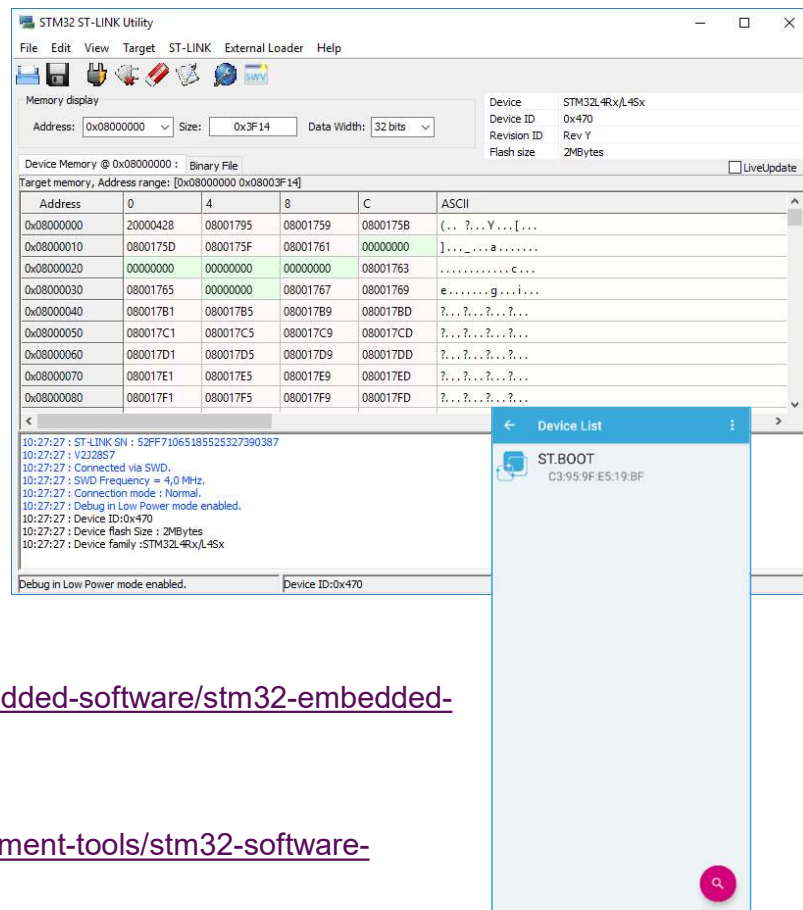 STM32 ST-LINK Utility
File Edit View Target ST-LINK External Loader Help
SWV
Memory display
Address: 0x08000000 Size: 0x3F14 Data Width: 32 bits
Device STM32L4Rx/L4Sx
Device ID 0x470
Revision ID Rev Y
Flash size 2MBytes
Device Memory @ 0x08000000 : Binary File
LiveUpdate
Target memory, Address range: [0x08000000 0x08003F14]
Address 0 4 8 C ASCII
0x08000000 20000428 08001795 08001759 0800175B (.. ?...Y...[...
0x08000010 0800175D 0800175F 08001761 00000000 ]..._...a.......
0x08000020 00000000 00000000 00000000 08001763 ............c...
0x08000030 08001765 00000000 08001767 08001769 e.......g...i...
0x08000040 080017B1 080017B5 080017B9 080017BD ?...?...?...?...
0x08000050 080017C1 080017C5 080017C9 080017CD ?...?...?...?...
0x08000060 080017D1 080017D5 080017D9 080017DD ?...?...?...?...
0x08000070 080017E1 080017E5 080017E9 080017ED ?...?...?...?...
0x08000080 080017F1 080017F5 080017F9 080017FD ?...?...?...?...
10:27:27 : ST-LINK SN : 52FF71065185525327390387
10:27:27 : V2J28S7
10:27:27 : Connected via SWD.
10:27:27 : SWD Frequency = 4,0 MHz.
10:27:27 : Connection mode : Normal.
10:27:27 : Debug in Low Power mode enabled.
10:27:27 : Device ID:0x470
10:27:27 : Device flash Size : 2MBytes
10:27:27 : Device family :STM32L4Rx/L4Sx
Debug in Low Power mode enabled. Device ID:0x470
Device List
ST.BOOT
C3:95:9F:E5:19:BF
dded-software/stm32-embedded-
ment-tools/stm32-software-